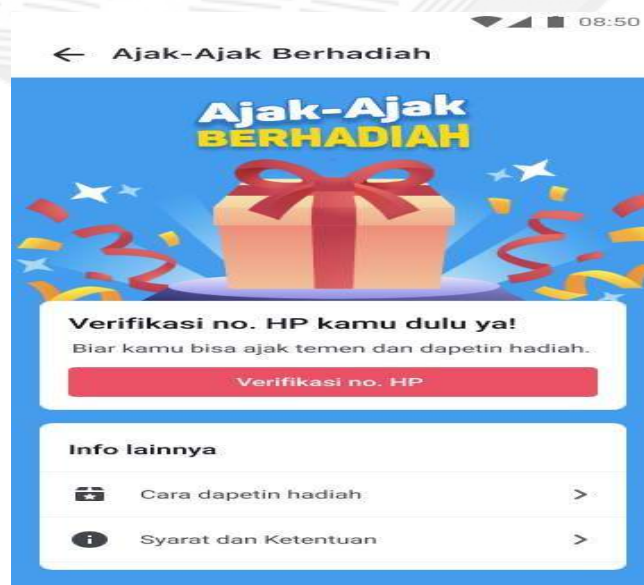 08:50
Ajak-Ajak Berhadiah
Ajak-Ajak
BERHADIAH
Verifikasi no. HP kamu dulu ya!
Biar kamu bisa ajak temen dan dapetin hadiah.
Verifikasi no. HP
Info lainnya
Cara dapetin hadiah
Syarat dan Ketentuan